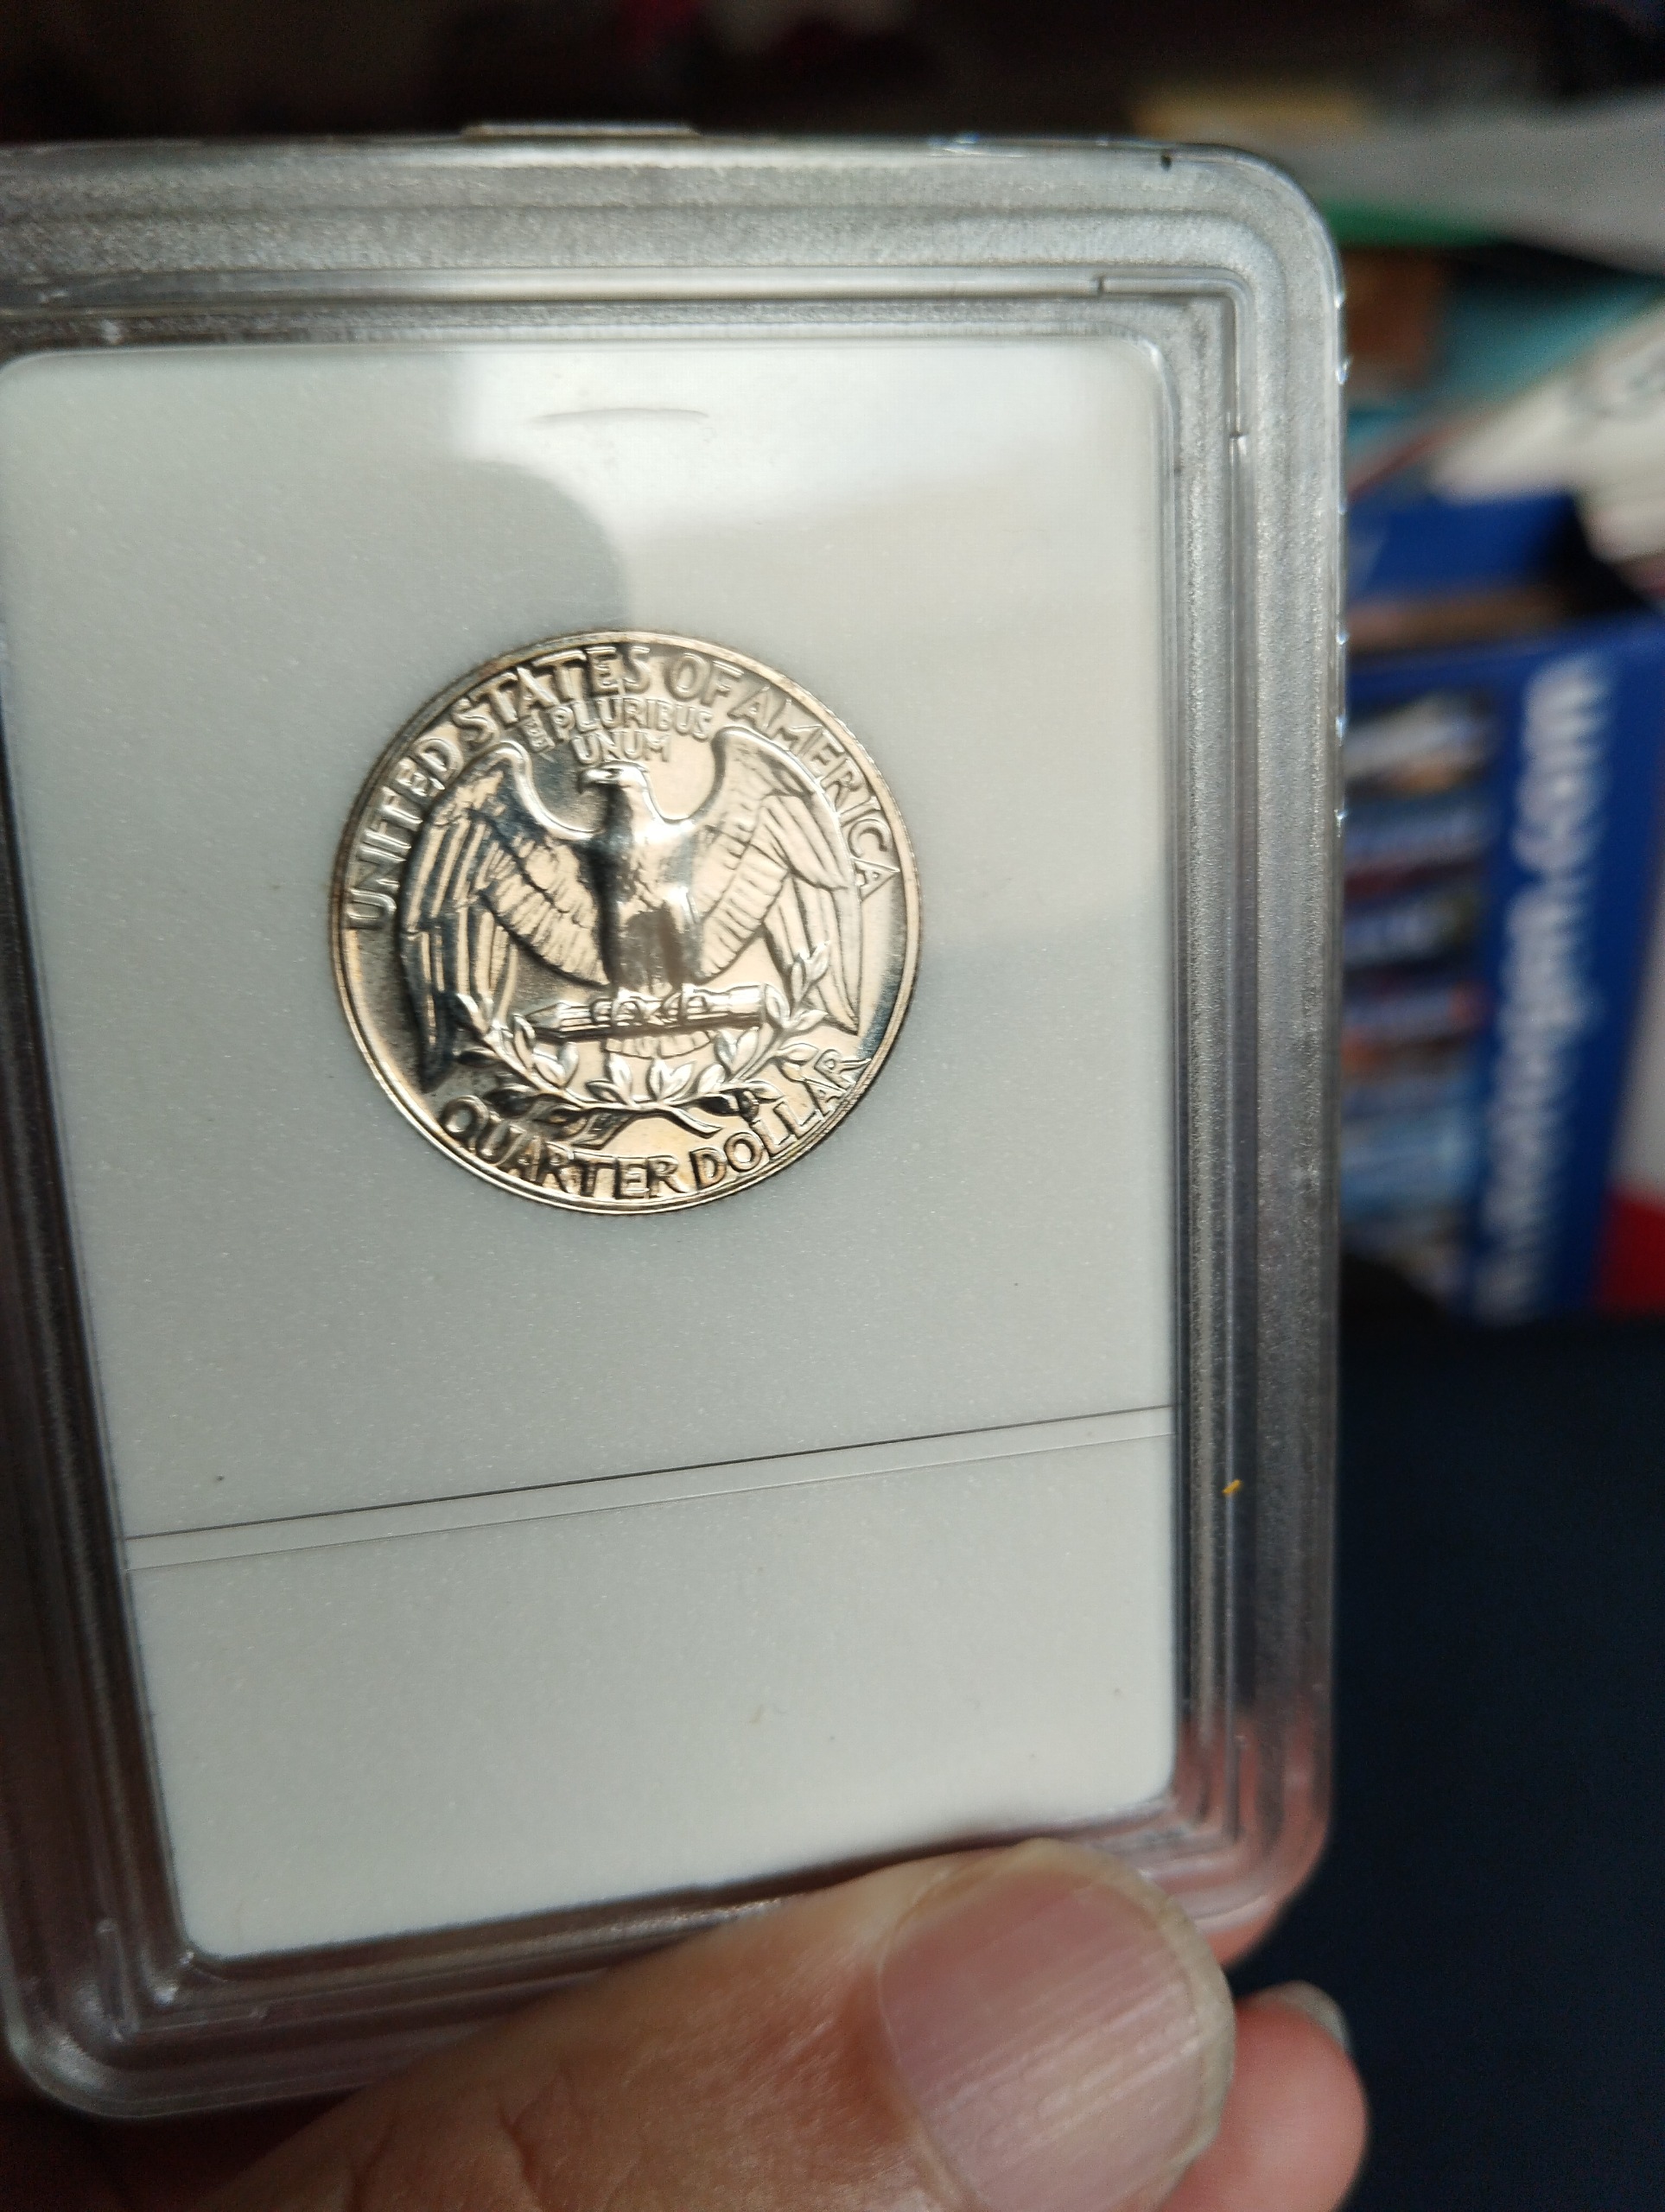 UNITED STATES OF AMERICA
E PLURIBUS
UNUM
QUARTER DOLLAR